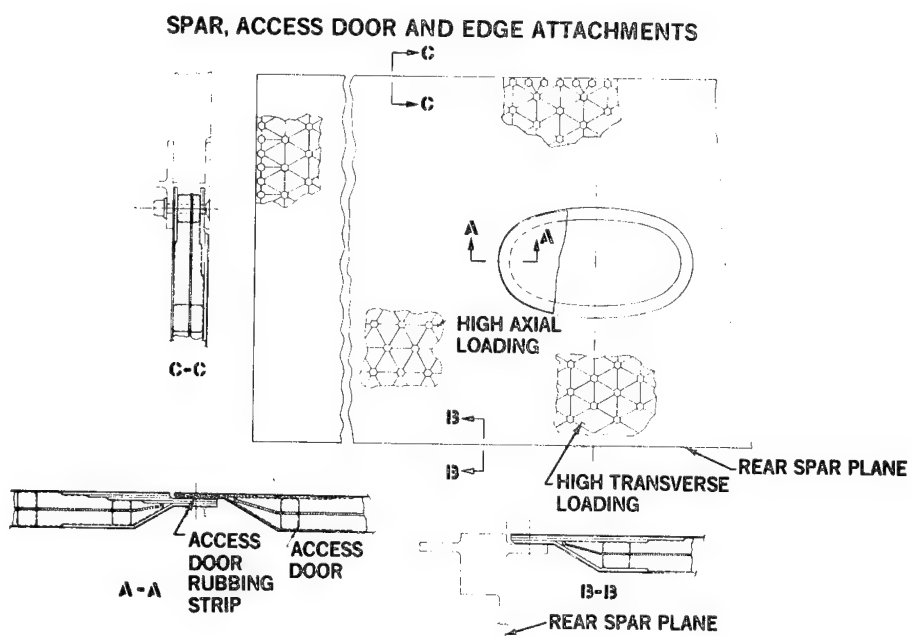 SPAR, ACCESS DOOR AND EDGE ATTACHMENTS
C
C
A
A
HIGH AXIAL
LOADING
C-C
B
B
REAR SPAR PLANE
HIGH TRANSVERSE
LOADING
ACCESS
DOOR
RUBBING
STRIP
ACCESS
DOOR
A-A
B-B
REAR SPAR PLANE